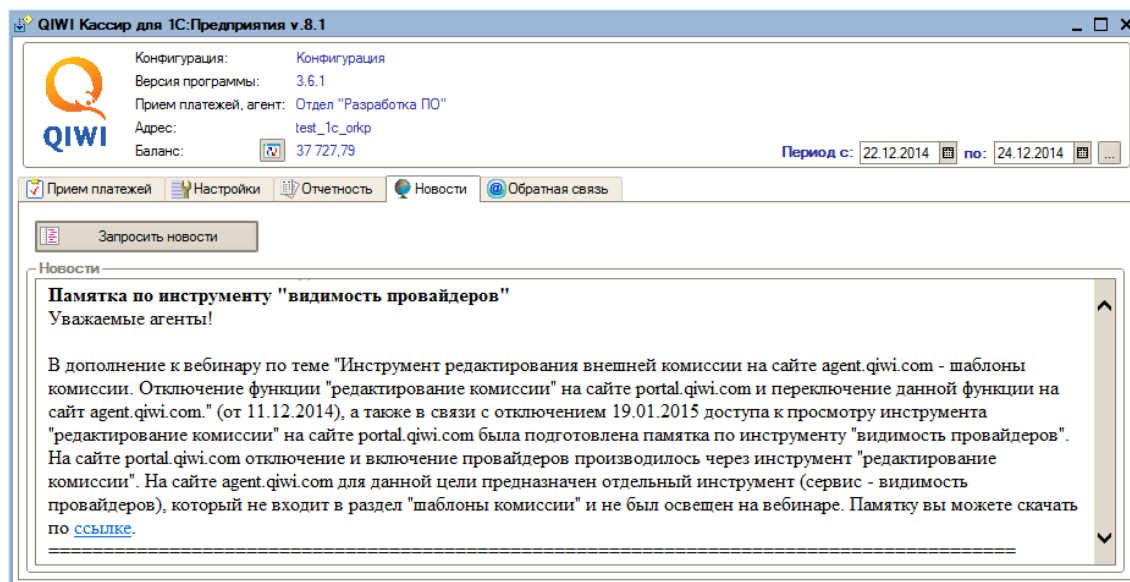 QIWI Кассир для 1С:Предприятия v.8.1
QIWI
Конфигурация: Конфигурация
Версия программы: 3.6.1
Прием платежей, агент: Отдел "Разработка ПО"
Адрес: test_1c_orkp
Баланс: 37 727,79
Период с: 22.12.2014 по: 24.12.2014 ...
Прием платежей Настройки Отчетность Новости Обратная связь
Запросить новости
Новости
Памятка по инструменту "видимость провайдеров"
Уважаемые агенты!
В дополнение к вебинару по теме "Инструмент редактирования внешней комиссии на сайте agent.qiwi.com - шаблоны
комиссии. Отключение функции "редактирование комиссии" на сайте portal.qiwi.com и переключение данной функции на
сайт agent.qiwi.com." (от 11.12.2014), а также в связи с отключением 19.01.2015 доступа к просмотру инструмента
"редактирование комиссии" на сайте portal.qiwi.com была подготовлена памятка по инструменту "видимость провайдеров".
На сайте portal.qiwi.com отключение и включение провайдеров производилось через инструмент "редактирование
комиссии". На сайте agent.qiwi.com для данной цели предназначен отдельный инструмент (сервис - видимость
провайдеров), который не входит в раздел "шаблоны комиссии" и не был освещен на вебинаре. Памятку вы можете скачать
по ссылке.